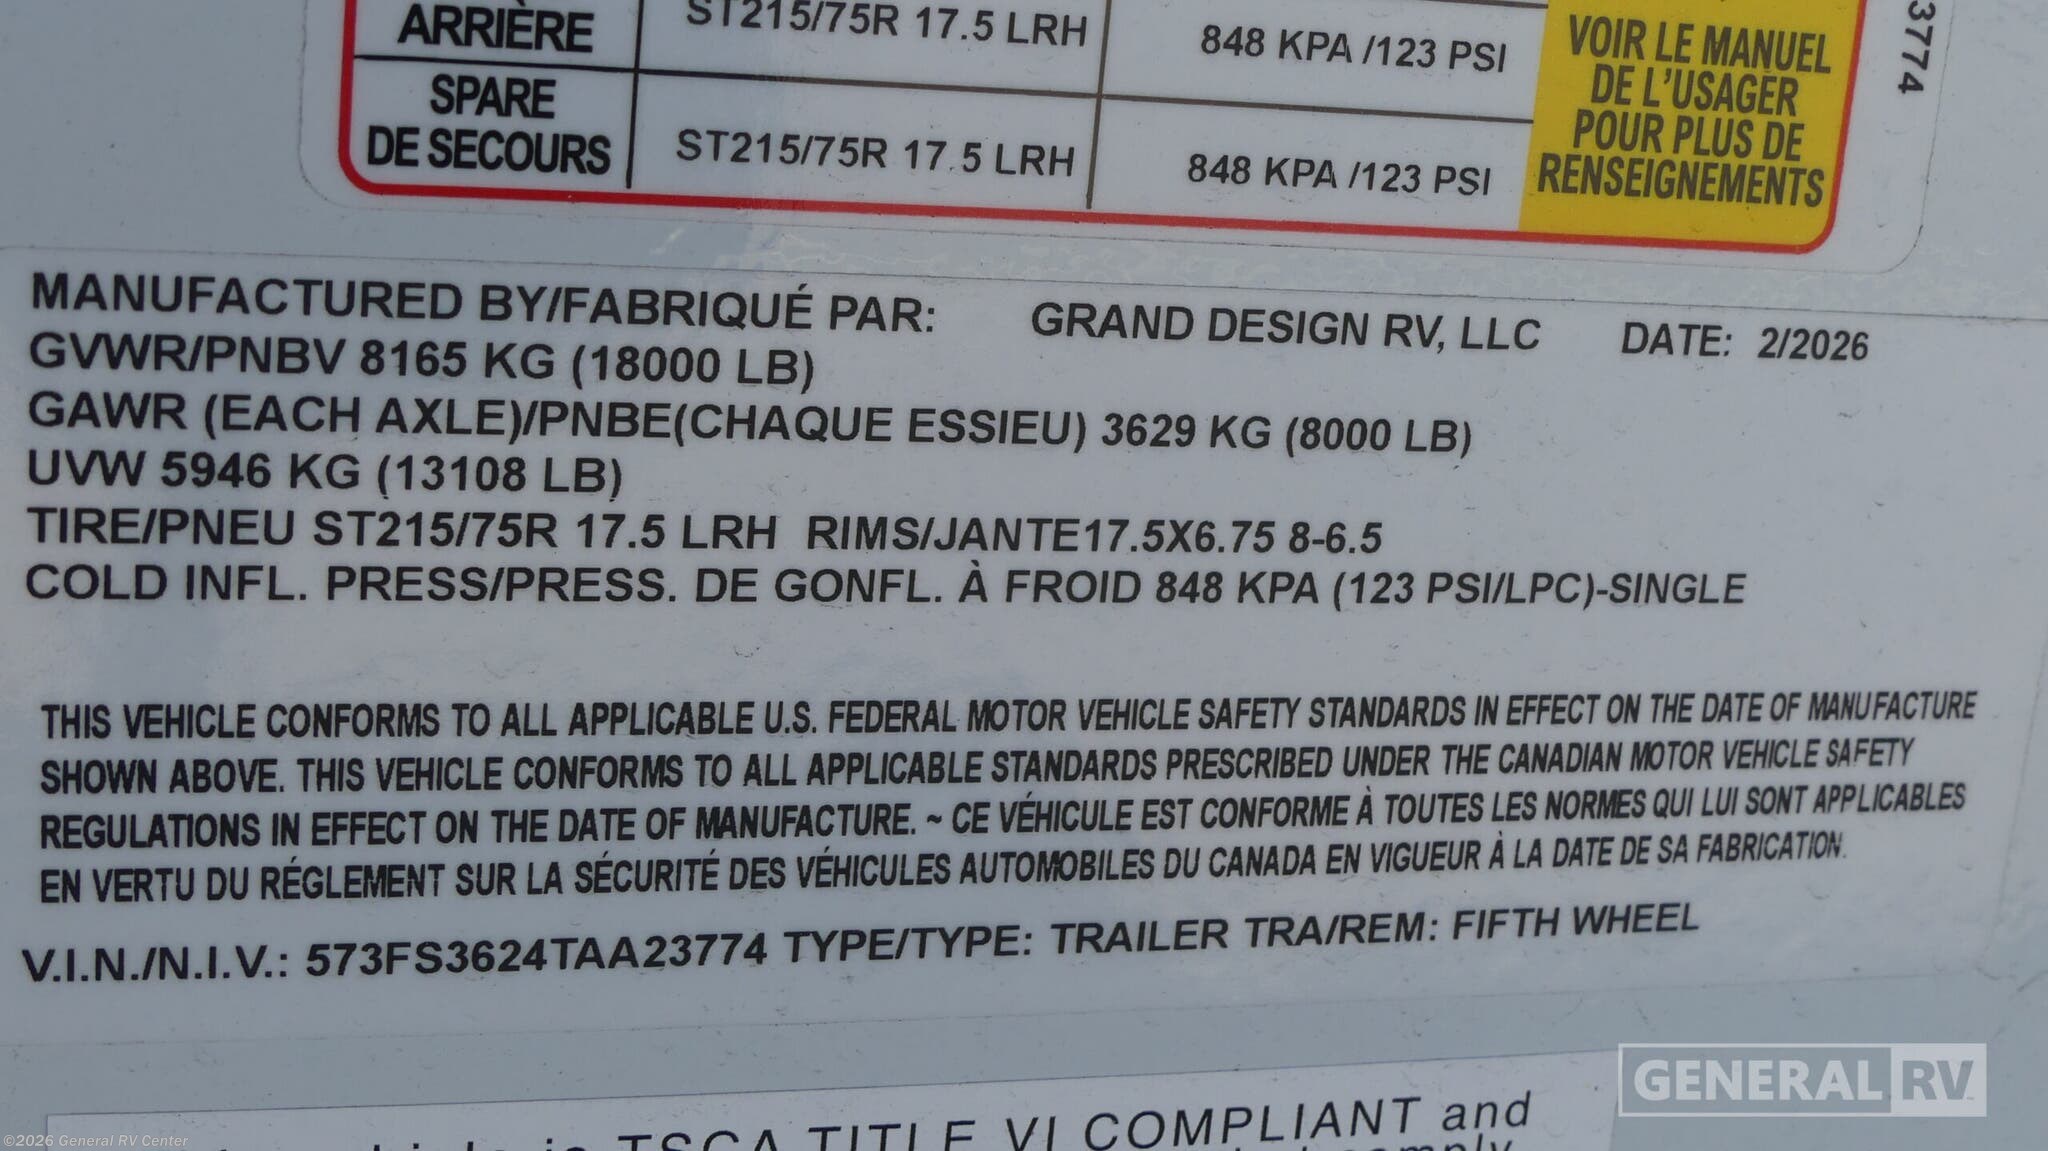 ARRIÈRE ST215/75R 17.5 LRH 848 KPA /123 PSI
SPARE
DE SECOURS ST215/75R 17.5 LRH 848 KPA /123 PSI
VOIR LE MANUEL
DE L'USAGER
POUR PLUS DE
RENSEIGNEMENTS
3774
MANUFACTURED BY/FABRIQUÉ PAR: GRAND DESIGN RV, LLC DATE: 2/2026
GVWR/PNBV 8165 KG (18000 LB)
GAWR (EACH AXLE)/PNBE(CHAQUE ESSIEU) 3629 KG (8000 LB)
UVW 5946 KG (13108 LB)
TIRE/PNEU ST215/75R 17.5 LRH RIMS/JANTE17.5X6.75 8-6.5
COLD INFL. PRESS/PRESS. DE GONFL. À FROID 848 KPA (123 PSI/LPC)-SINGLE
THIS VEHICLE CONFORMS TO ALL APPLICABLE U.S. FEDERAL MOTOR VEHICLE SAFETY STANDARDS IN EFFECT ON THE DATE OF MANUFACTURE
SHOWN ABOVE. THIS VEHICLE CONFORMS TO ALL APPLICABLE STANDARDS PRESCRIBED UNDER THE CANADIAN MOTOR VEHICLE SAFETY
REGULATIONS IN EFFECT ON THE DATE OF MANUFACTURE. ~ CE VÉHICULE EST CONFORME À TOUTES LES NORMES QUI LUI SONT APPLICABLES
EN VERTU DU RÉGLEMENT SUR LA SÉCURITÉ DES VÉHICULES AUTOMOBILES DU CANADA EN VIGUEUR À LA DATE DE SA FABRICATION.
V.I.N./N.I.V.: 573FS3624TAA23774 TYPE/TYPE: TRAILER TRA/REM: FIFTH WHEEL
GENERAL RV
is TSCA TITLE VI COMPLIANT and
comply
©2026 General RV Center